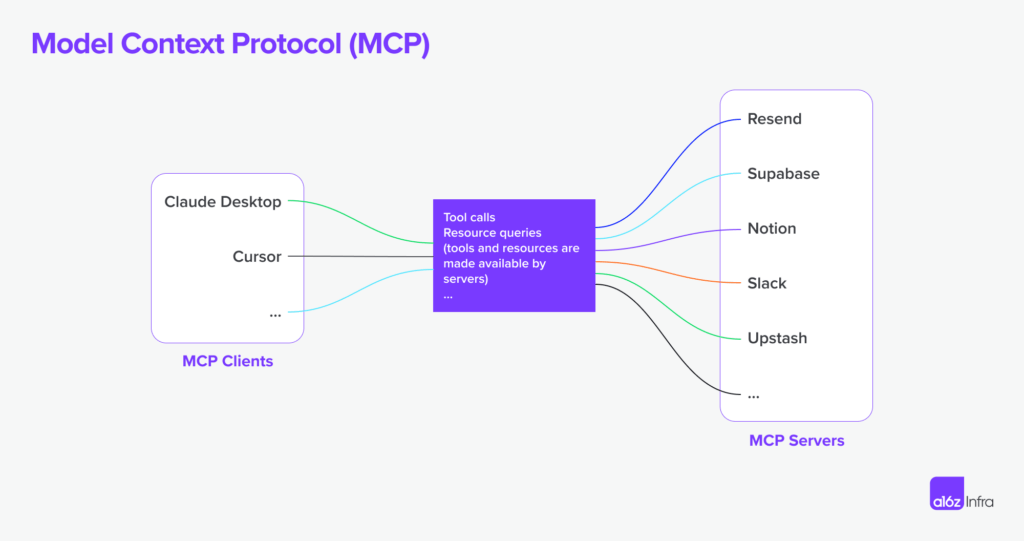 Model Context Protocol (MCP)
Claude Desktop
Cursor
...
MCP Clients
Tool calls
Resource queries
(tools and resources are
made available by
servers)
...
Resend
Supabase
Notion
Slack
Upstash
...
MCP Servers
a16z Infra